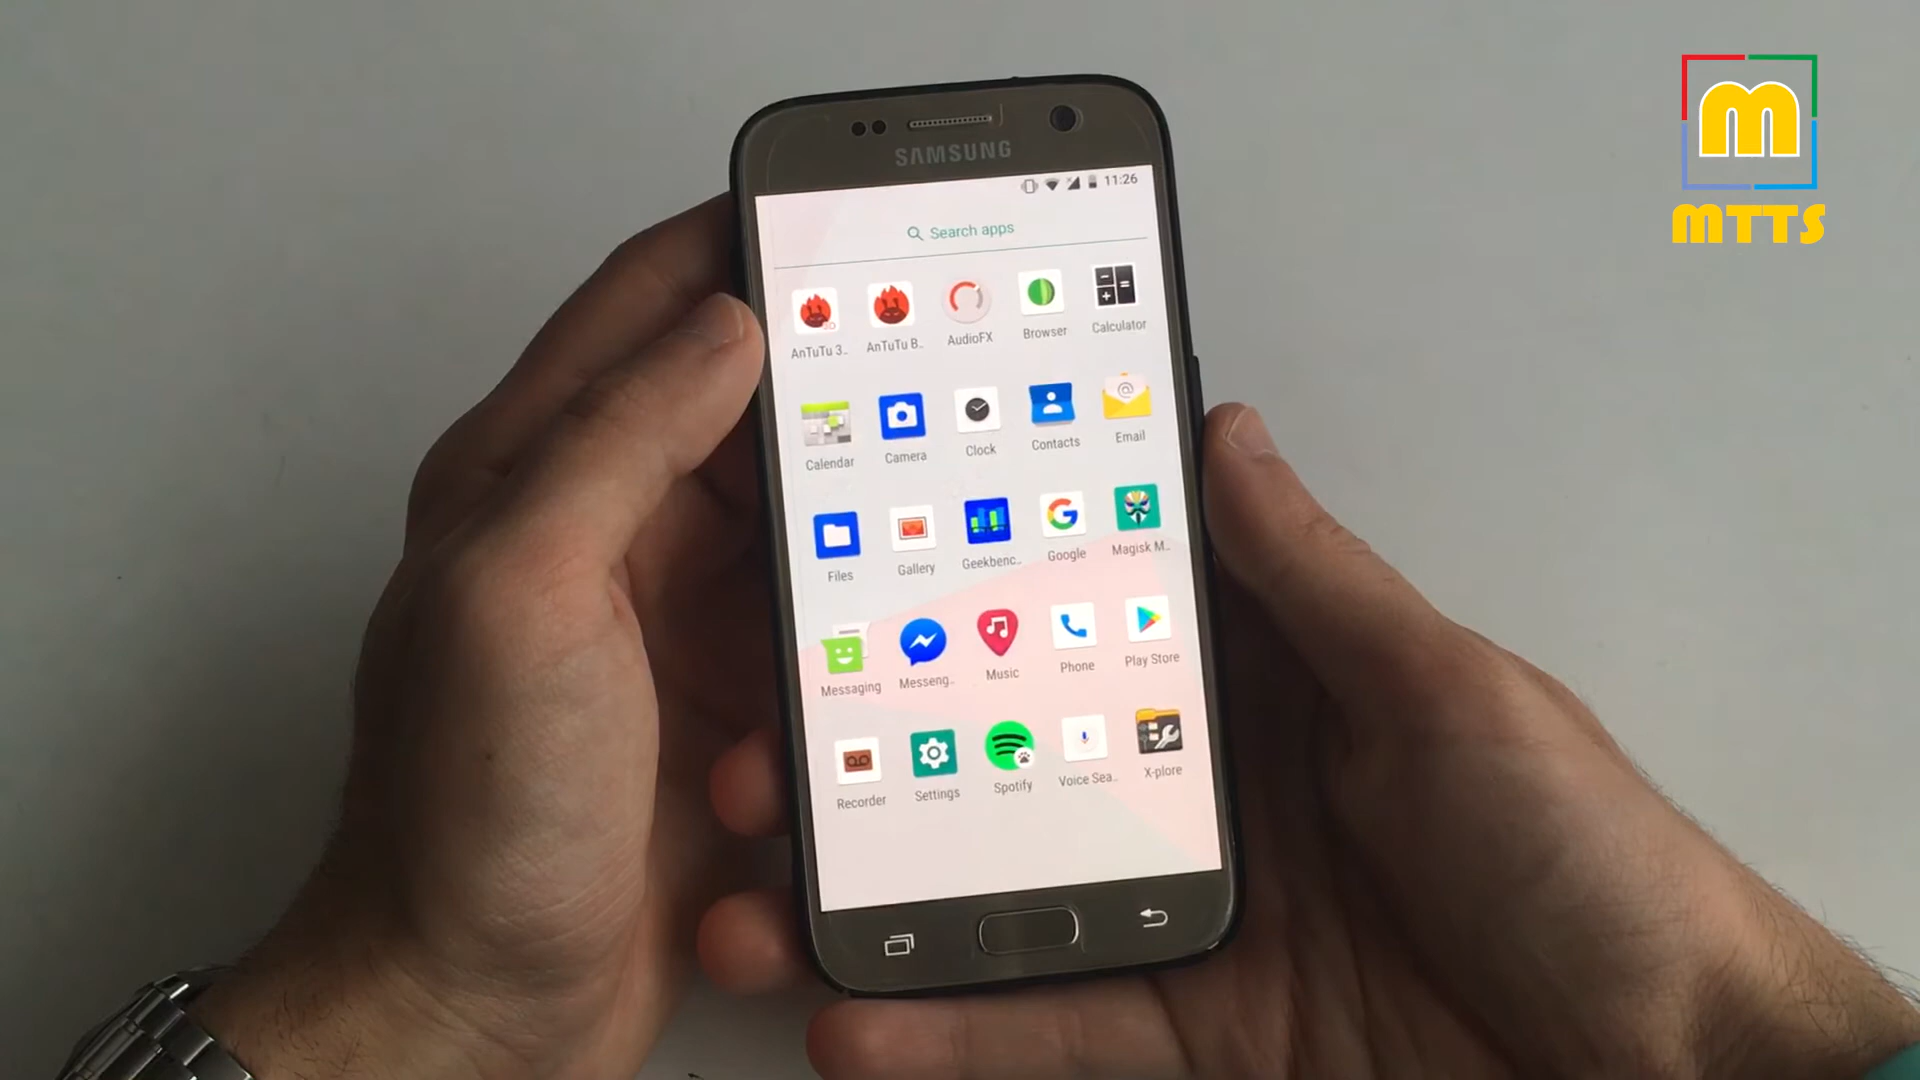 SAMSUNG
11:26
Search apps
AnTuTu 3..
AnTuTu B..
AudioFX
Browser
Calculator
Calendar
Camera
Clock
Contacts
Email
Files
Gallery
Geekbenc..
Google
Magisk M..
Messaging
Messeng..
Music
Phone
Play Store
Recorder
Settings
Spotify
Voice Sea..
X-plore
m
MTTS